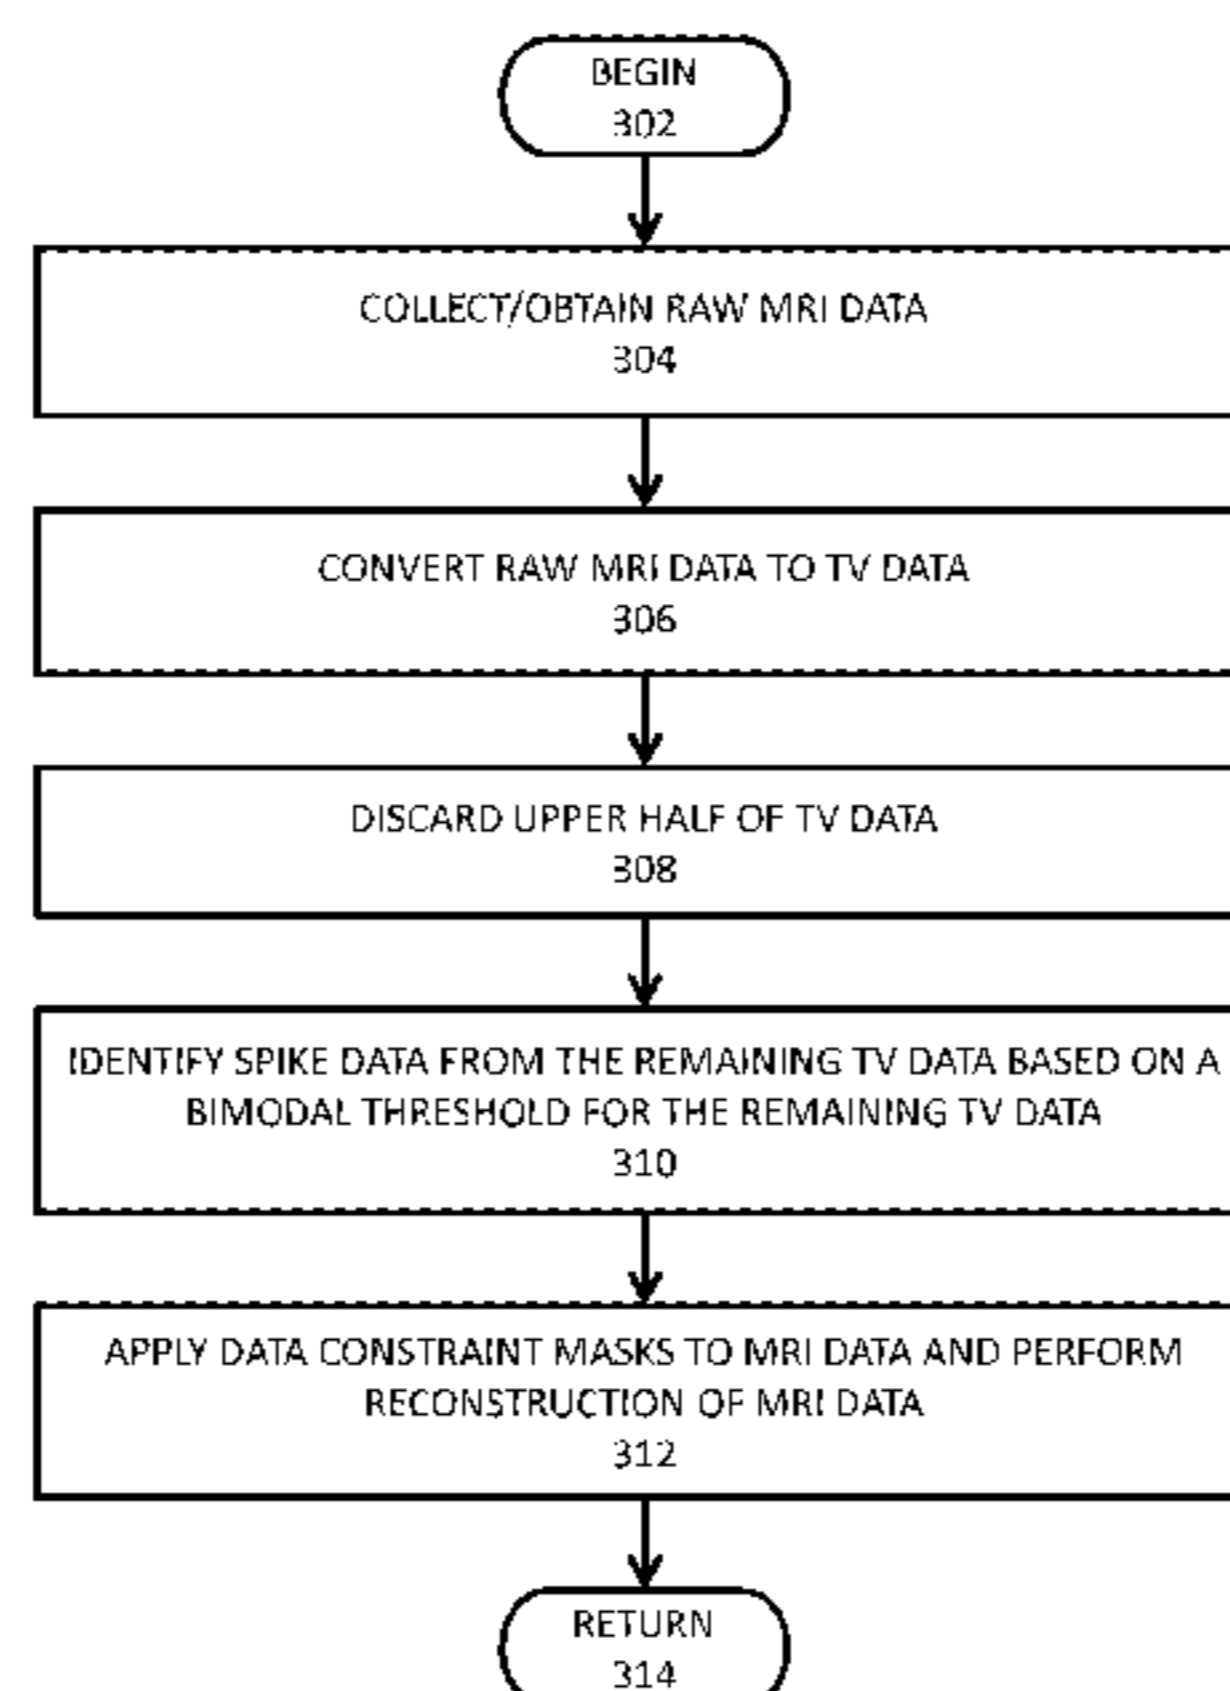 BEGIN
302
COLLECT/OBTAIN RAW MRI DATA
304
CONVERT RAW MRI DATA TO TV DATA
306
DISCARD UPPER HALF OF TV DATA
308
IDENTIFY SPIKE DATA FROM THE REMAINING TV DATA BASED ON A
BIMODAL THRESHOLD FOR THE REMAINING TV DATA
310
APPLY DATA CONSTRAINT MASKS TO MRI DATA AND PERFORM
RECONSTRUCTION OF MRI DATA
312
RETURN
314